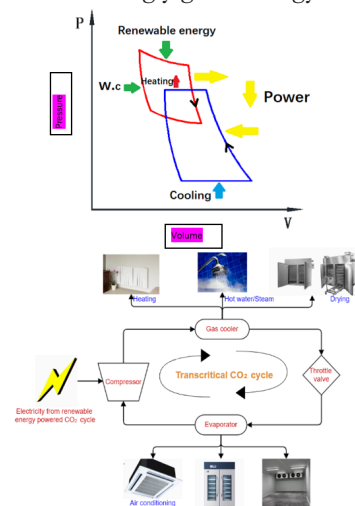 P
Renewable energy
Heating
W.c
Power
Pressure
Cooling
V
Volume
Heating
Hot water/Steam
Drying
Gas cooler
Compressor
Transcritical CO₂ cycle
Throttle
valve
Electricity from renewable
energy powered CO₂ cycle
Evaporator
Air conditioning